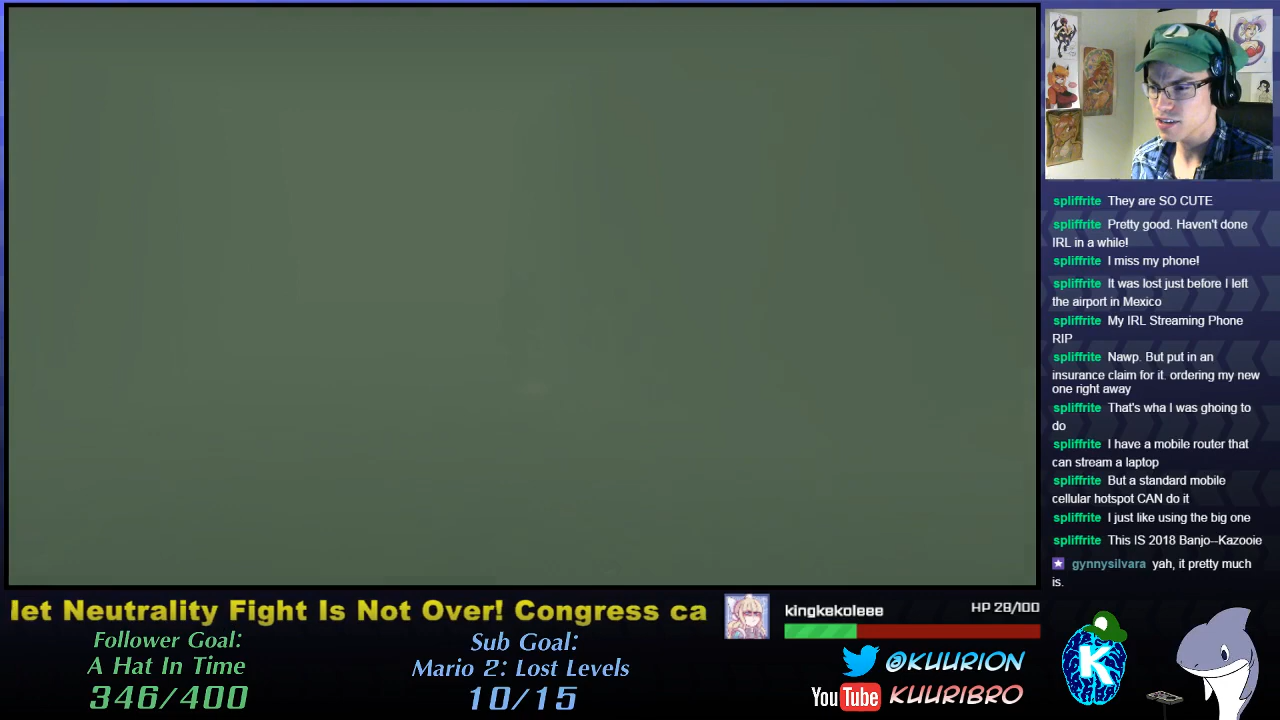 spliffrite They are SO CUTE
spliffrite Pretty good. Haven't done
IRL in a while!
spliffrite I miss my phone!
spliffrite It was lost just before I left
the airport in Mexico
spliffrite My IRL Streaming Phone
RIP
spliffrite Nawp. But put in an
insurance claim for it. ordering my new
one right away
spliffrite That's wha I was ghoing to
do
spliffrite I have a mobile router that
can stream a laptop
spliffrite But a standard mobile
cellular hotspot CAN do it
spliffrite I just like using the big one
spliffrite This IS 2018 Banjo--Kazooie
gynnysilvara yah, it pretty much
is.
let Neutrality Fight Is Not Over! Congress ca
kingkekoleee HP 28/100
Follower Goal:
A Hat In Time
346/400
Sub Goal:
Mario 2: Lost Levels
10/15
@KUURION
YouTube KUURIBRO
K